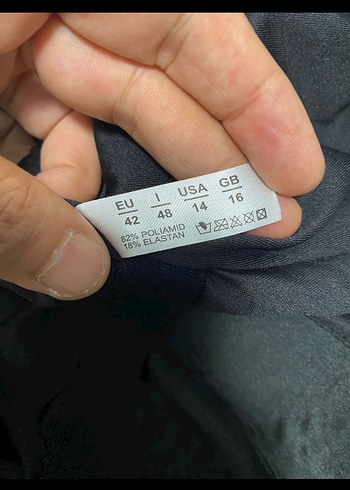 EU I USA GB
42 48 14 16
82% POLIAMID
18% ELASTAN